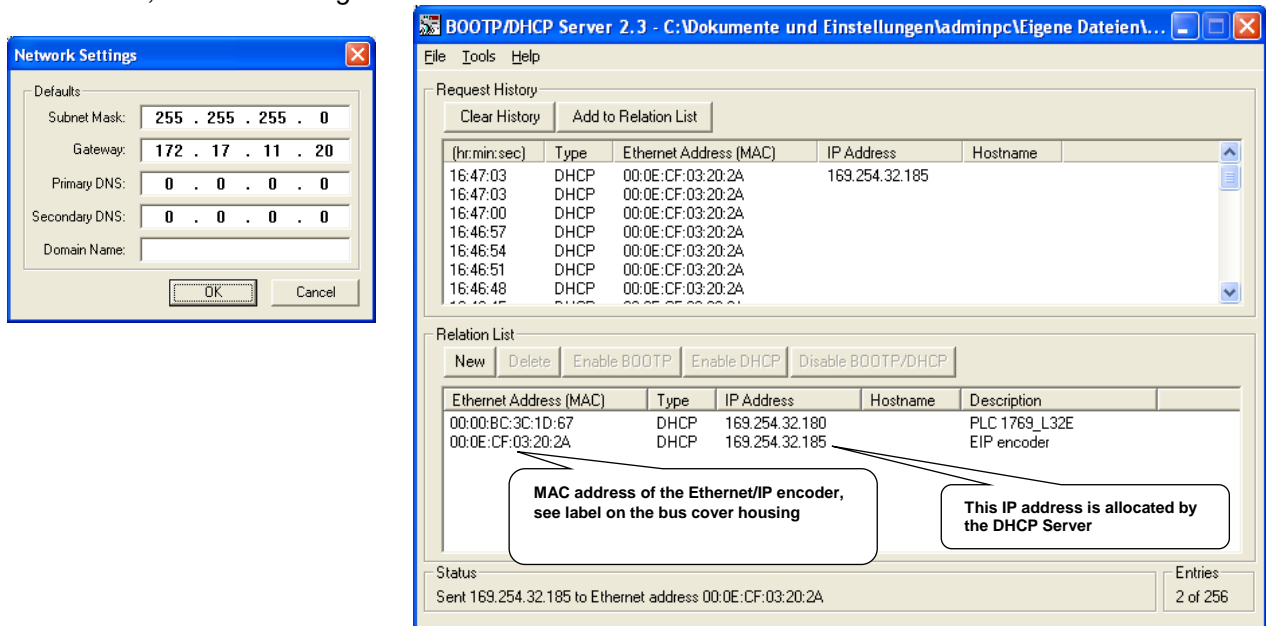 Network Settings
Defaults
Subnet Mask: 255 . 255 . 255 . 0
Gateway: 172 . 17 . 11 . 20
Primary DNS: 0 . 0 . 0 . 0
Secondary DNS: 0 . 0 . 0 . 0
Domain Name:
OK Cancel
BOOTP/DHCP Server 2.3 - C:\Dokumente und Einstellungen\adminpc\Eigene Dateien\...
File Tools Help
Request History
Clear History Add to Relation List
(hr:min:sec) Type Ethernet Address (MAC) IP Address Hostname
16:47:03 DHCP 00:0E:CF:03:20:2A 169.254.32.185
16:47:03 DHCP 00:0E:CF:03:20:2A
16:47:00 DHCP 00:0E:CF:03:20:2A
16:46:57 DHCP 00:0E:CF:03:20:2A
16:46:54 DHCP 00:0E:CF:03:20:2A
16:46:51 DHCP 00:0E:CF:03:20:2A
16:46:48 DHCP 00:0E:CF:03:20:2A
Relation List
New Delete Enable BOOTP Enable DHCP Disable BOOTP/DHCP
Ethernet Address (MAC) Type IP Address Hostname Description
00:00:BC:3C:1D:67 DHCP 169.254.32.180 PLC 1769_L32E
00:0E:CF:03:20:2A DHCP 169.254.32.185 EIP encoder
MAC address of the Ethernet/IP encoder,
see label on the bus cover housing
This IP address is allocated by
the DHCP Server
Status
Sent 169.254.32.185 to Ethernet address 00:0E:CF:03:20:2A
Entries
2 of 256